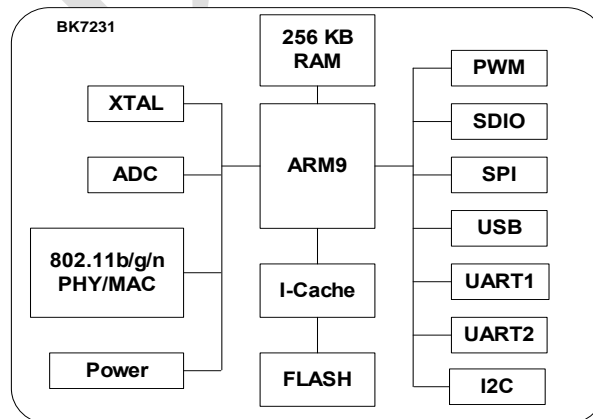 BK7231
256 KB
RAM
XTAL
ADC
802.11b/g/n
PHY/MAC
Power
ARM9
I-Cache
FLASH
PWM
SDIO
SPI
USB
UART1
UART2
I2C